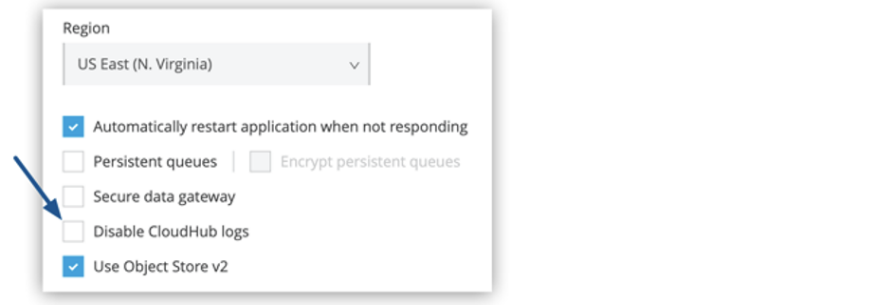 Region
US East (N. Virginia)
Automatically restart application when not responding
Persistent queues Encrypt persistent queues
Secure data gateway
Disable CloudHub logs
Use Object Store v2